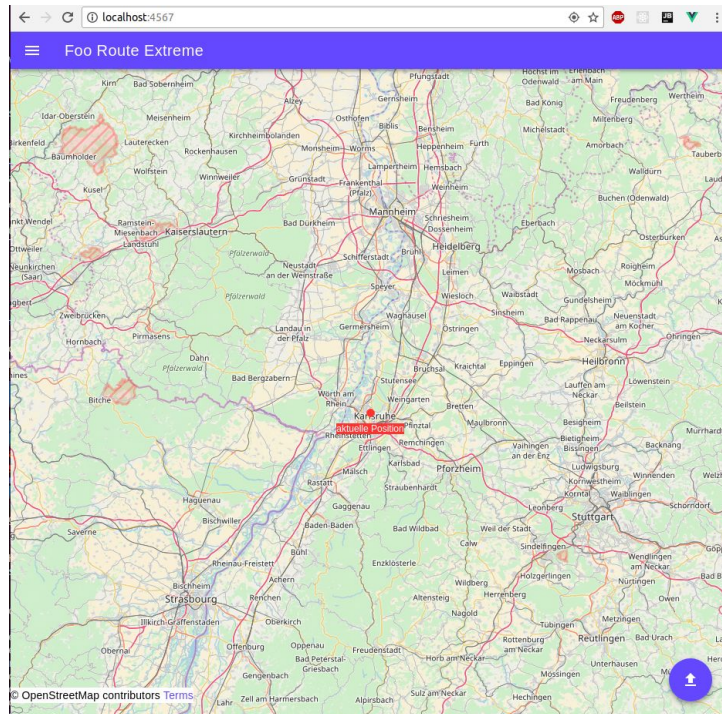 localhost:4567
ABP
JB
Foo Route Extreme
Kirn
Bad Sobernheim
Pfungstadt
Höchst im Odenwald
Erlenbach am Main
Alzey
Gernsheim
Bad König
Freudenberg
Wertheim
Idar-Oberstein
Meisenheim
Osthofen
Biblis
Bensheim
Miltenberg
Kirchheimbolanden
Michelstadt
irkenfeld
Lauterecken
Rockenhausen
Monsheim
Worms
Heppenheim
Furth
Amorbach
Baumholder
Tauberb
Wolfstein
Winnweiler
Lampertheim
Hemsbach
Walldürn
Kusel
Grünstadt
Frankenthal
(Pfalz)
Weinheim
Laud
Buchen (Odenwald)
nkt Wendel
Ramstein-
Miesenbach
Kaiserslautern
Bad Dürkheim
Mannheim
Schriesheim
Dossenheim
Eberbach
Landstuhl
Osterburken
As
Ottweiler
Pfälzerwald
Schifferstadt
Brühl
Heidelberg
Neunkirchen
(Saar)
Neustadt
an der Weinstraße
Leimen
Mosbach
Roigheim
Möckmühl
Pfälzerwald
Speyer
Wiesloch
Waibstadt
Gundelsheim
gbert
Zweibrücken
Waghäusel
Sinsheim
Bad Rappenau
Neuenstadt
am Kocher
Landau in
der Pfalz
Germersheim
Östringen
Hornbach
Pirmasens
Neckarsulm
Öhringen
Dahn
Pfälzerwald
Bruchsal
Kraichtal
Eppingen
Heilbronn
ines
Bad Bergzabern
Stutensee
Lauffen am
Neckar
Löwenstein
Bitche
Wörth am
Rhein
Weingarten
Bretten
Beilstein
Karlsruhe
aktuelle Position
Pfinztal
Maulbronn
Besigheim
Murrhard
Rheinstetten
Remchingen
Bietigheim
Bissingen
Backnang
Ettlingen
Vaihingen
an der Enz
Malsch
Karlsbad
Pforzheim
Ludwigsburg
Kornwestheim
Winnenden
Welzh
Rastatt
Straubenhardt
Korntal
Waiblingen
Haguenau
Gaggenau
Leonberg
Schorndorf
Bischwiller
Baden-Baden
Bad Wildbad
Weil der Stadt
Stuttgart
Saverne
Calw
Sindelfingen
Göpp
Bühl
Wendlingen
am Neckar
Rheinau-Freistett
Enzklösterle
Achern
Holzgerlingen
Nürtingen
Bad B
Bischheim
Wildberg
Strasbourg
Renchen
Altensteig
Herrenberg
Owen
Nagold
Metzingen
Illkirch-Graffenstaden
Oberkirch
Tübingen
Obernai
Offenburg
Oppenau
Freudenstadt
Rottenburg
am Neckar
Reutlingen
Bad Urach
Bad Peterstal-
Griesbach
Horb am Neckar
Gengenbach
Mössingen
Unterhausen
© OpenStreetMap contributors Terms
Lahr
Zell am Harmersbach
Alpirsbach
Sulz am Neckar
Hechingen